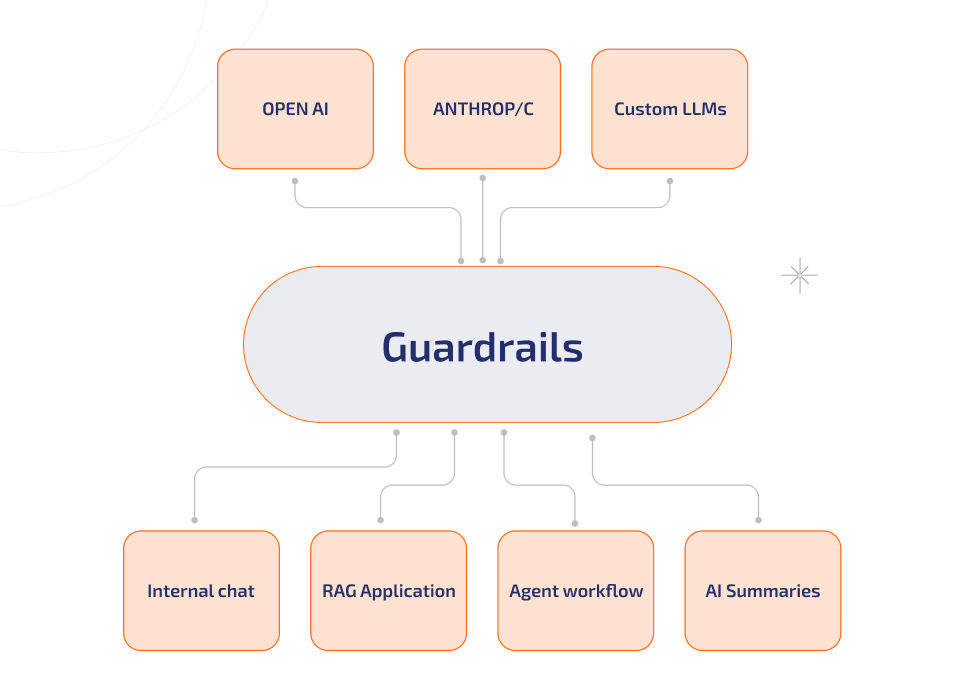 OPEN AI
ANTHROP/C
Custom LLMs
Guardrails
Internal chat
RAG Application
Agent workflow
AI Summaries